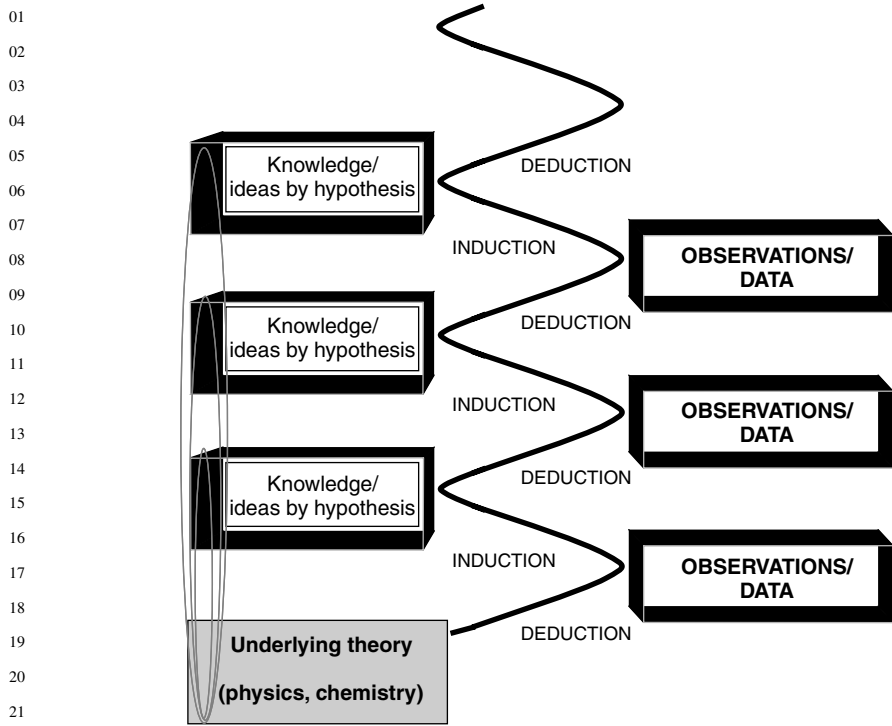 01
02
03
04
05
06
07
08
09
10
11
12
13
14
15
16
17
18
19
20
21
DEDUCTION
Knowledge/
ideas by hypothesis
INDUCTION
OBSERVATIONS/
DATA
DEDUCTION
Knowledge/
ideas by hypothesis
INDUCTION
OBSERVATIONS/
DATA
DEDUCTION
Knowledge/
ideas by hypothesis
INDUCTION
OBSERVATIONS/
DATA
DEDUCTION
Underlying theory
(physics, chemistry)